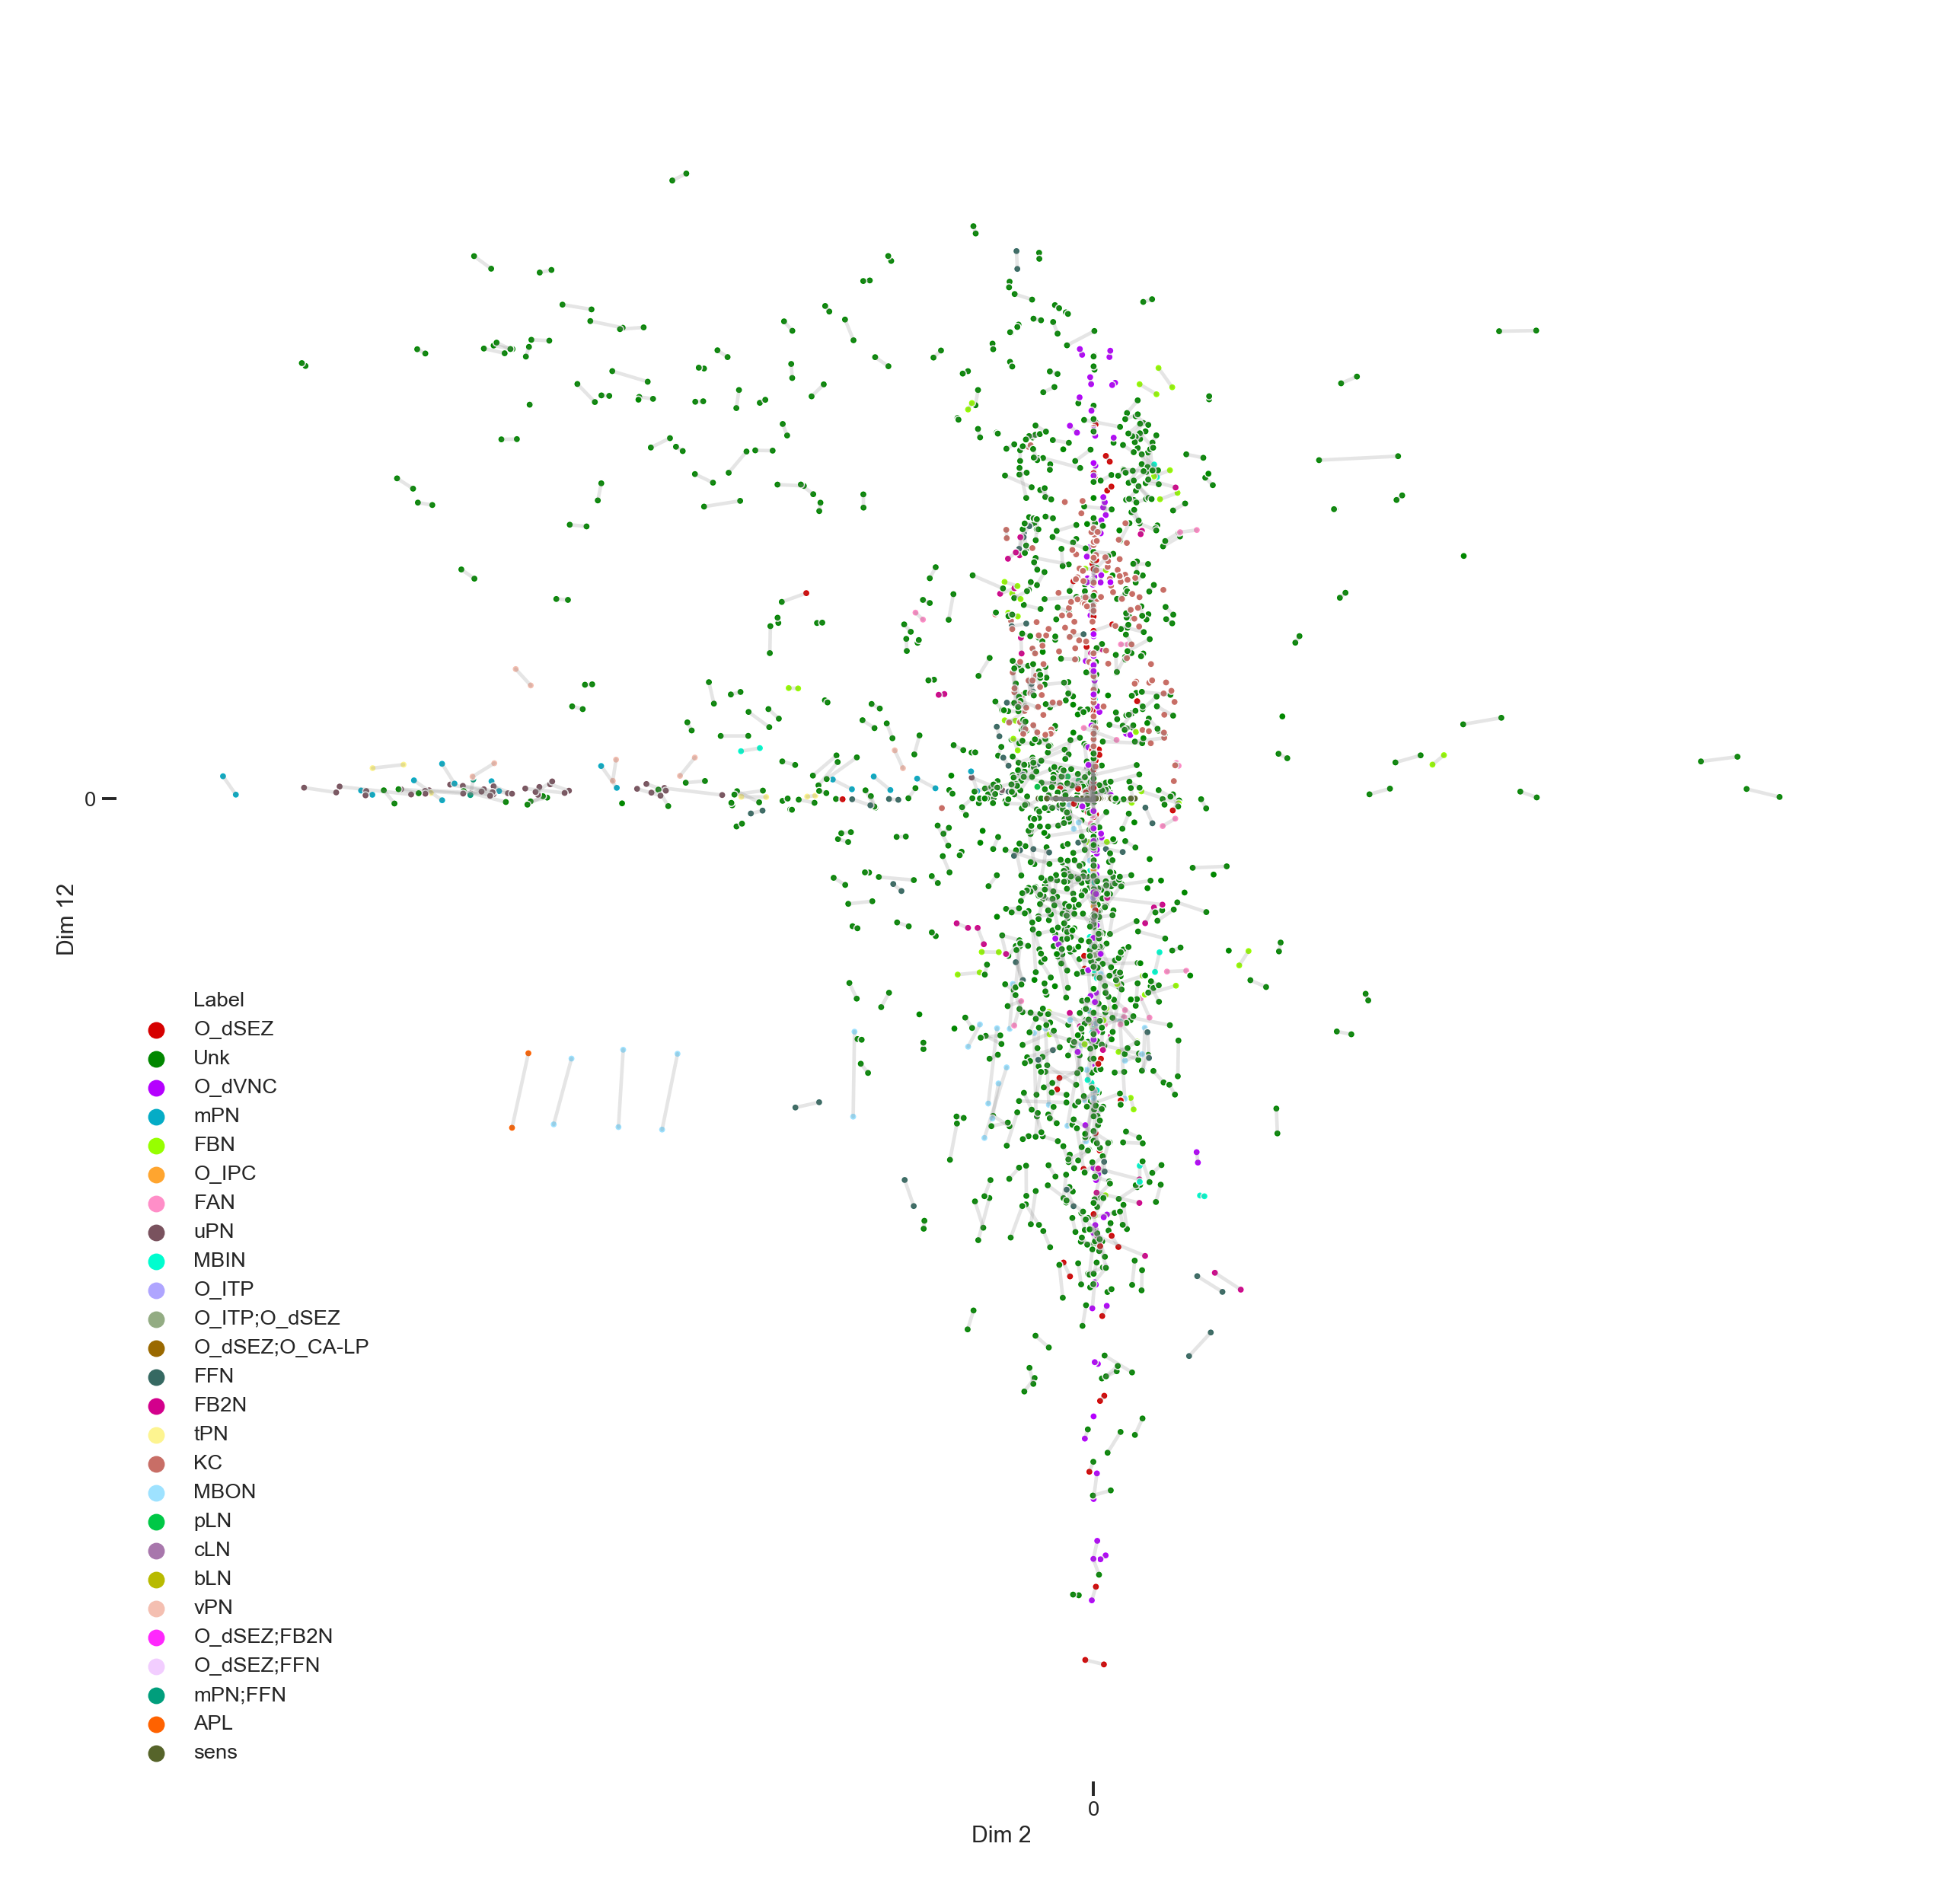 0
Dim 12
Label
O_dSEZ
Unk
O_dVNC
mPN
FBN
O_IPC
FAN
uPN
MBIN
O_ITP
O_ITP;O_dSEZ
O_dSEZ;O_CA-LP
FFN
FB2N
tPN
KC
MBON
pLN
cLN
bLN
vPN
O_dSEZ;FB2N
O_dSEZ;FFN
mPN;FFN
APL
sens
0
Dim 2